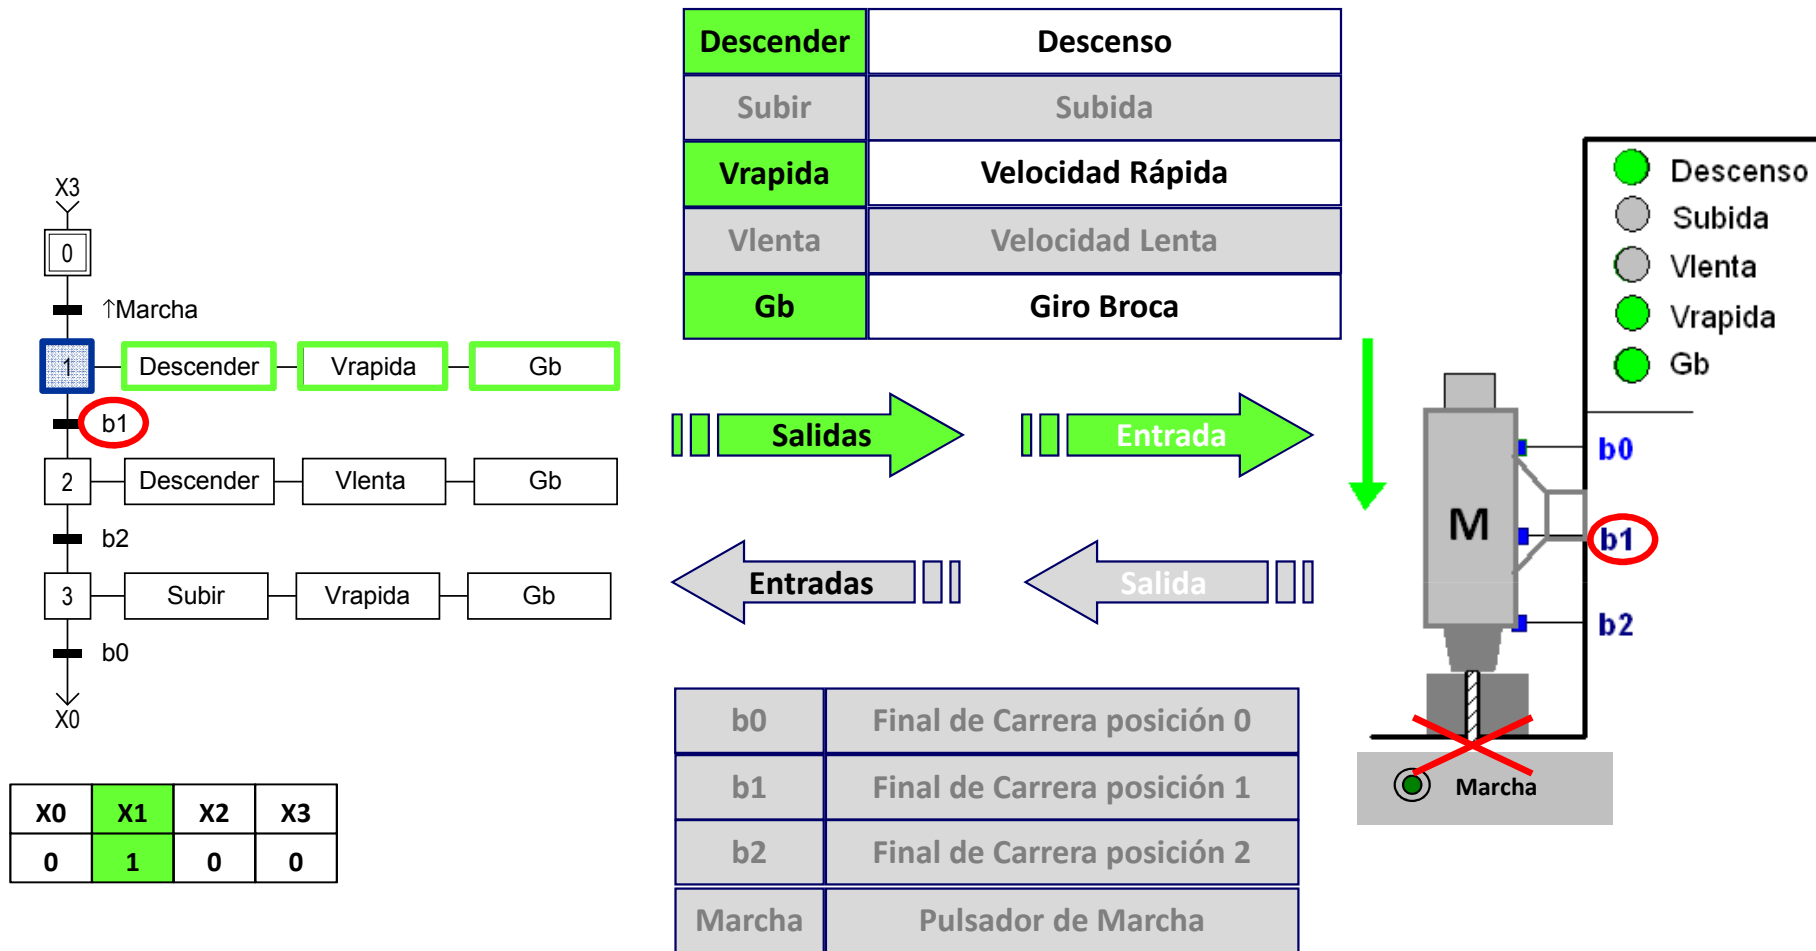 X3
0
↑Marcha
1 Descender Vrapida Gb
b1
2 Descender Vlenta Gb
b2
3 Subir Vrapida Gb
b0
X0
X0 X1 X2 X3
0 1 0 0
Descender Descenso
Subir Subida
Vrapida Velocidad Rápida
Vlenta Velocidad Lenta
Gb Giro Broca
Salidas Entrada
Entradas Salida
b0 Final de Carrera posición 0
b1 Final de Carrera posición 1
b2 Final de Carrera posición 2
Marcha Pulsador de Marcha
Descenso
Subida
Vlenta
Vrapida
Gb
b0
M b1
b2
Marcha